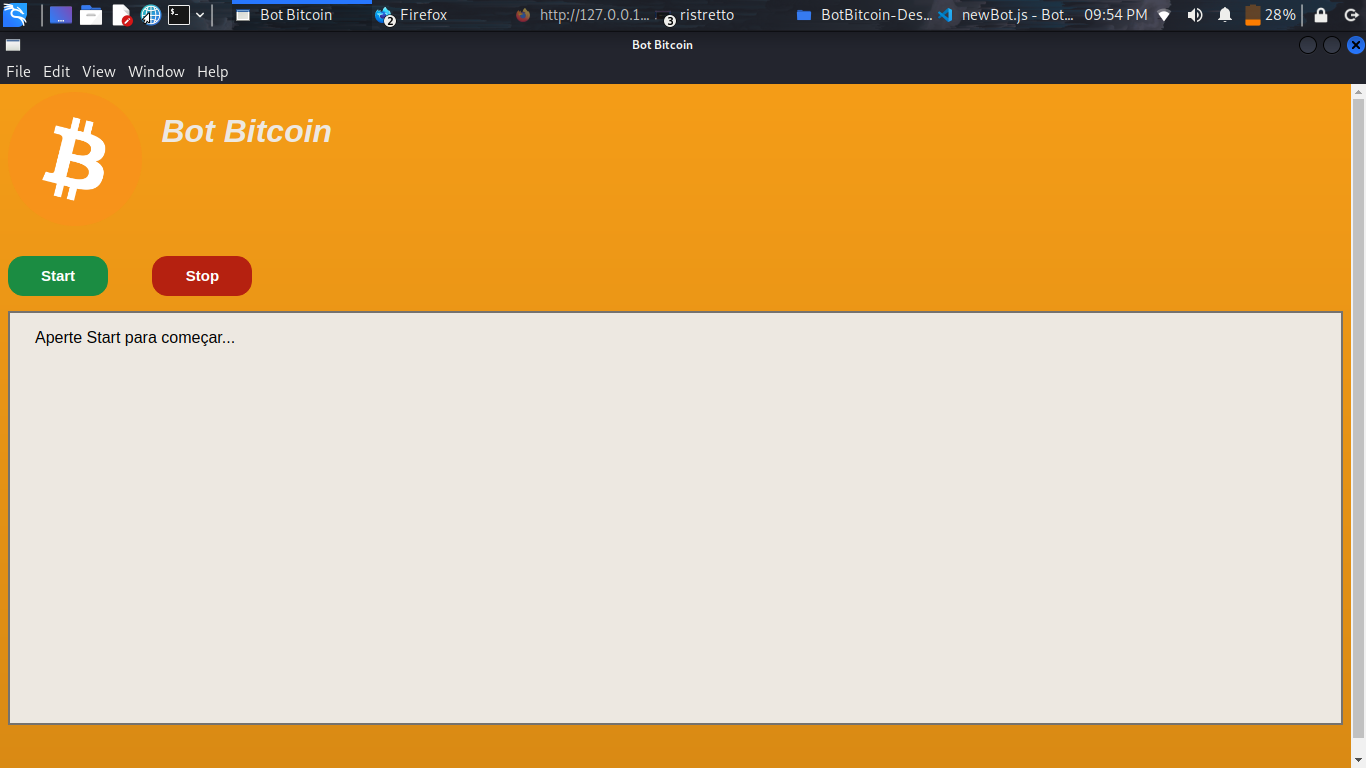 Bot Bitcoin 2 Firefox http://127.0.0.1... 3 ristretto BotBitcoin-Des... newBot.js - Bot... 09:54 PM 28%
Bot Bitcoin
File Edit View Window Help
Bot Bitcoin
Start Stop
Aperte Start para começar...